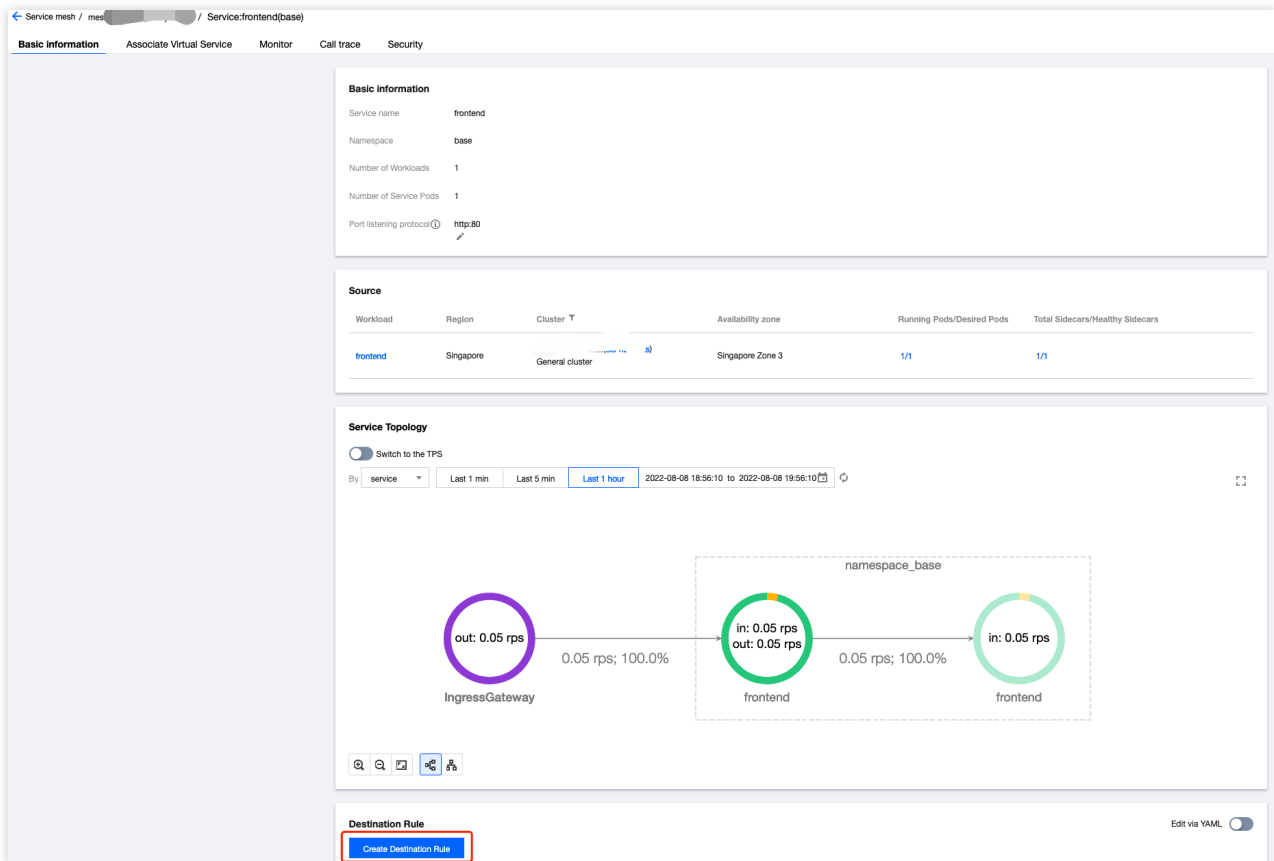 Service mesh / mes / Service:frontend(base)
Basic information Associate Virtual Service Monitor Call trace Security
Basic information
Service name frontend
Namespace base
Number of Workloads 1
Number of Service Pods 1
Port listening protocol http:80
Source
Workload Region Cluster Availability zone Running Pods/Desired Pods Total Sidecars/Healthy Sidecars
frontend Singapore General cluster Singapore Zone 3 1/1 1/1
Service Topology
Switch to the TPS
By service Last 1 min Last 5 min Last 1 hour 2022-08-08 18:56:10 to 2022-08-08 19:56:10
namespace_base
out: 0.05 rps
in: 0.05 rps
out: 0.05 rps
in: 0.05 rps
0.05 rps; 100.0% 0.05 rps; 100.0%
IngressGateway frontend frontend
Destination Rule Edit via YAML
Create Destination Rule